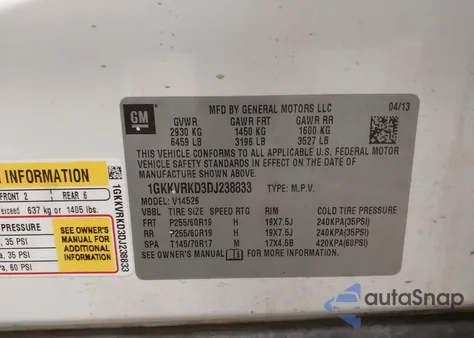 GM
MFD BY GENERAL MOTORS LLC 04/13
GVWR GAWR FRT GAWR RR
2930 KG 1450 KG 1600 KG
6459 LB 3196 LB 3527 LB
THIS VEHICLE CONFORMS TO ALL APPLICABLE U.S. FEDERAL MOTOR
VEHICLE SAFETY STANDARDS IN EFFECT ON THE DATE OF
MANUFACTURE SHOWN ABOVE.
1GKKVRKD3DJ238833 TYPE: M.P.V.
MODEL: V14526
VBBL TIRE SIZE SPEED RTG RIM COLD TIRE PRESSURE
FRT P255/60R19 H 19X7.5J 240KPA(35PSI)
RR P255/60R19 H 19X7.5J 240KPA(35PSI)
SPA T145/70R17 M 17X4.5B 420KPA(60PSI)
SEE OWNER'S MANUAL FOR MORE INFORMATION.
INFORMATION
FRONT 2 REAR 6
exceed 637 kg or 1405 lbs.
PRESSURE
, 35 PSI
a, 35 PSI
Pa, 60 PSI
SEE OWNER'S
MANUAL FOR
ADDITIONAL
INFORMATION
1GKKVRKD3DJ238833
autoSnap